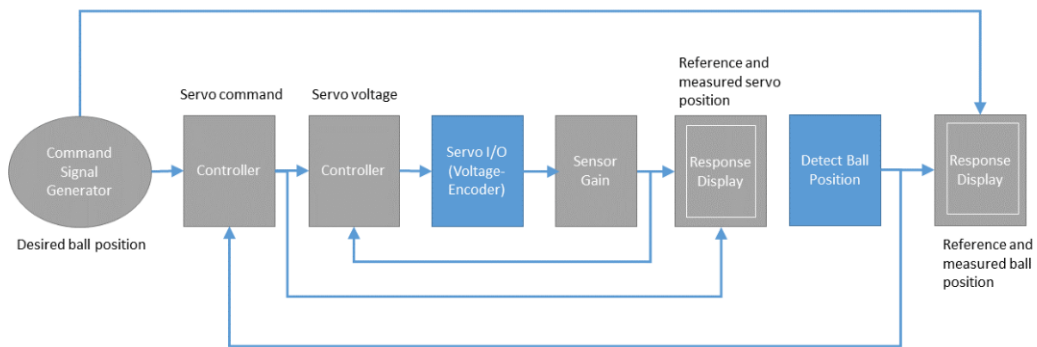 Servo command
Servo voltage
Reference and
measured servo
position
Command
Signal
Generator
Controller
Controller
Servo I/O
(Voltage-
Encoder)
Sensor
Gain
Response
Display
Detect Ball
Position
Response
Display
Desired ball position
Reference and
measured ball
position